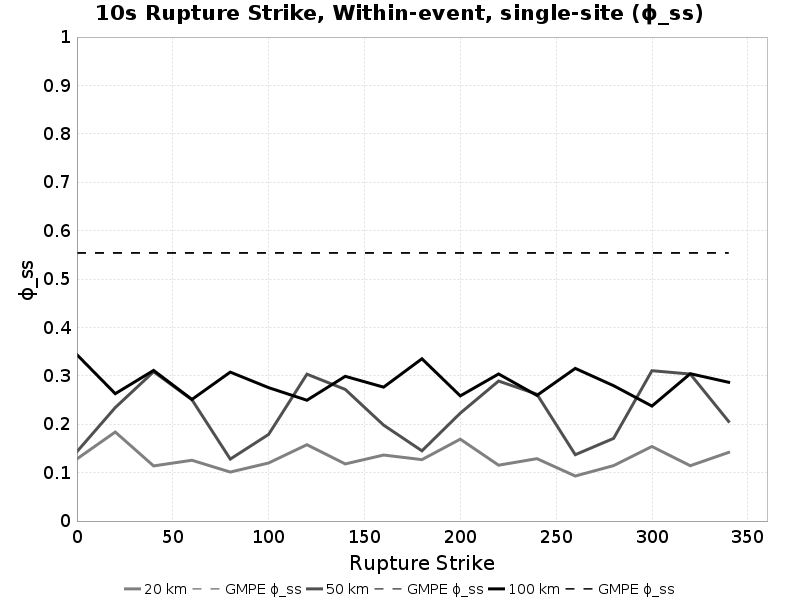 10s Rupture Strike, Within-event, single-site (ϕ_ss)
1
0.9
0.8
0.7
0.6
0.5
0.4
0.3
0.2
0.1
0
ϕ_ss
0 50 100 150 200 250 300 350
Rupture Strike
20 km GMPE ϕ_ss 50 km GMPE ϕ_ss 100 km GMPE ϕ_ss